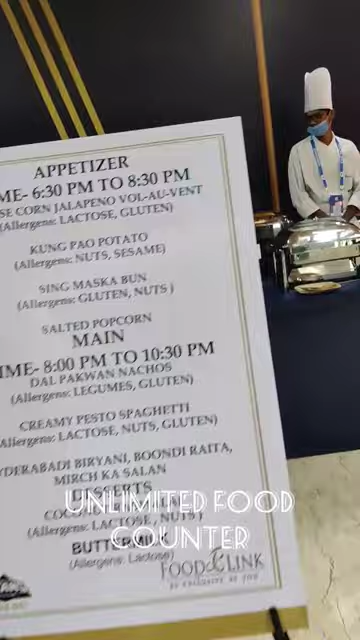 APPETIZER
ME- 6:30 PM TO 8:30 PM
SE CORN JALAPENO VOL-AU-VENT
(Allergens: LACTOSE, GLUTEN)
KUNG PAO POTATO
(Allergens: NUTS, SESAME)
SING MASKA BUN
(Allergens: GLUTEN, NUTS )
SALTED POPCORN
MAIN
IME- 8:00 PM TO 10:30 PM
DAL PAKWAN NACHOS
(Allergens: LEGUMES, GLUTEN)
CREAMY PESTO SPAGHETTI
(Allergens: LACTOSE, NUTS, GLUTEN)
YDERABADI BIRYANI, BOONDI RAITA,
MIRCH KA SALAN
DESSERTS
UNLIMITED FOOD
COUNTER
(Allergens: LACTOSE , NUTS )
BUTTERMILK
(Allergens: Lactose)
FOOD LINK